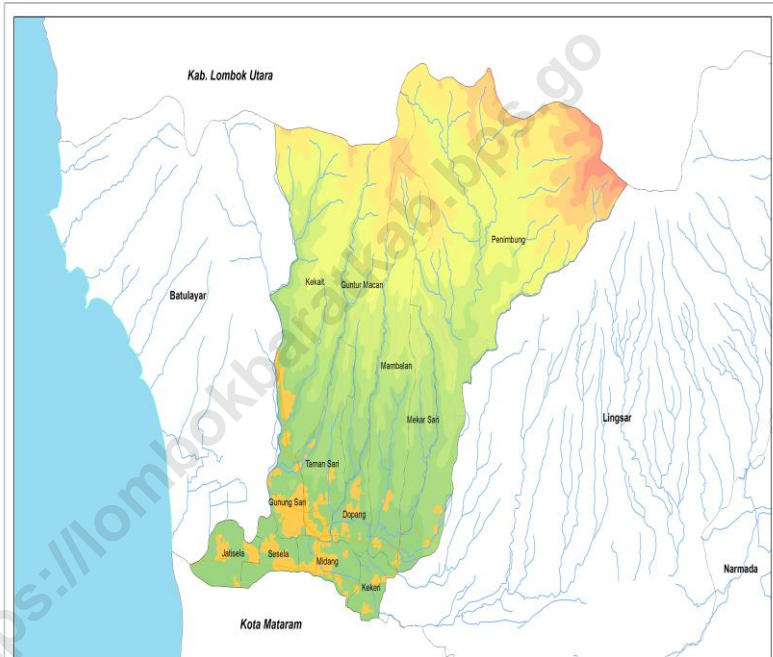 Kab. Lombok Utara
Penimbung
Kekait
Guntur Macan
Batulayar
Mambalan
Mekar Sari
Lingsar
Taman Sari
Gunung Sari
Dopang
Jatisela
Sesela
Midang
Narmada
Kekeri
Kota Mataram
ps://lombokbaratkab.bps.go